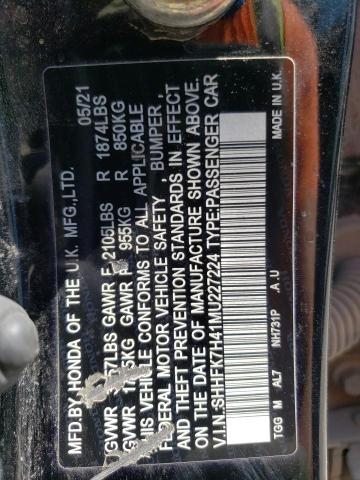 MFD.BY HONDA OF THE U.K. MFG.,LTD. 05/21
GVWR LBS GAWR F 2105LBS R 1874LBS
GVWR KG GAWR F 955KG R 850KG
THIS VEHICLE CONFORMS TO ALL APPLICABLE
FEDERAL MOTOR VEHICLE SAFETY, BUMPER,
AND THEFT PREVENTION STANDARDS IN EFFECT
ON THE DATE OF MANUFACTURE SHOWN ABOVE.
V.I.N.:SHHFK7H41MU227224 TYPE:PASSENGER CAR
TGG M AL7 NH731P .A .U MADE IN U.K.